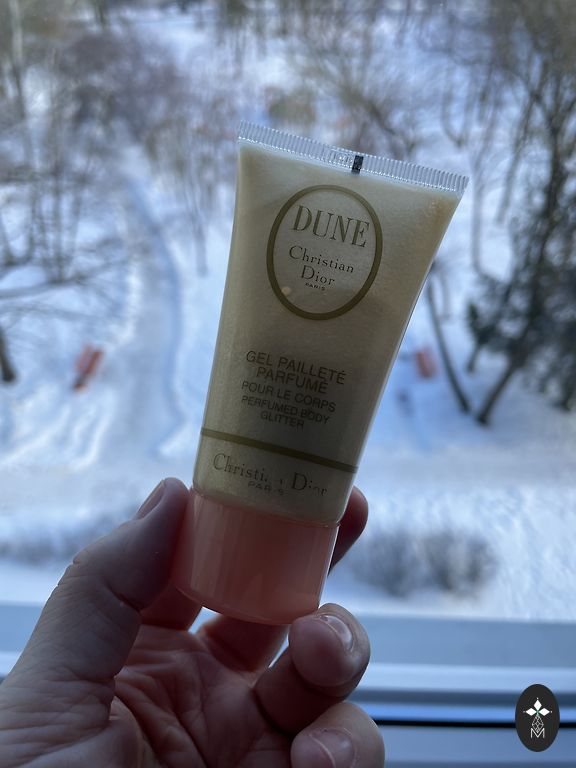 DUNE
Christian
Dior
PARIS
GEL PAILLETÉ
PARFUMÉ
POUR LE CORPS
PERFUMED BODY
GLITTER
Christian Dior
PARIS
M